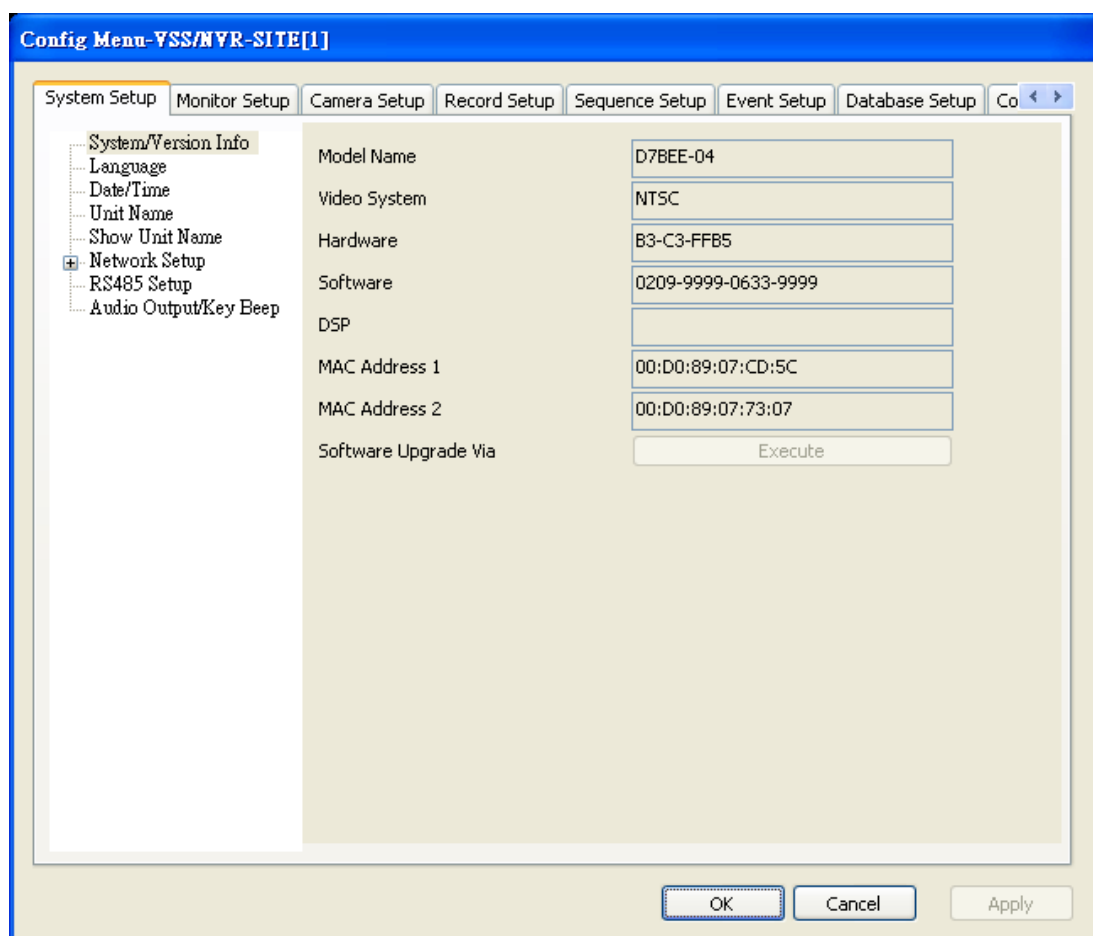 Config Menu-VSS/NVR-SITE[1]
System Setup Monitor Setup Camera Setup Record Setup Sequence Setup Event Setup Database Setup Co
System/Version Info
Language
Date/Time
Unit Name
Show Unit Name
Network Setup
RS485 Setup
Audio Output/Key Beep
Model Name D7BEE-04
Video System NTSC
Hardware B3-C3-FFB5
Software 0209-9999-0633-9999
DSP
MAC Address 1 00:D0:89:07:CD:5C
MAC Address 2 00:D0:89:07:73:07
Software Upgrade Via Execute
OK Cancel Apply